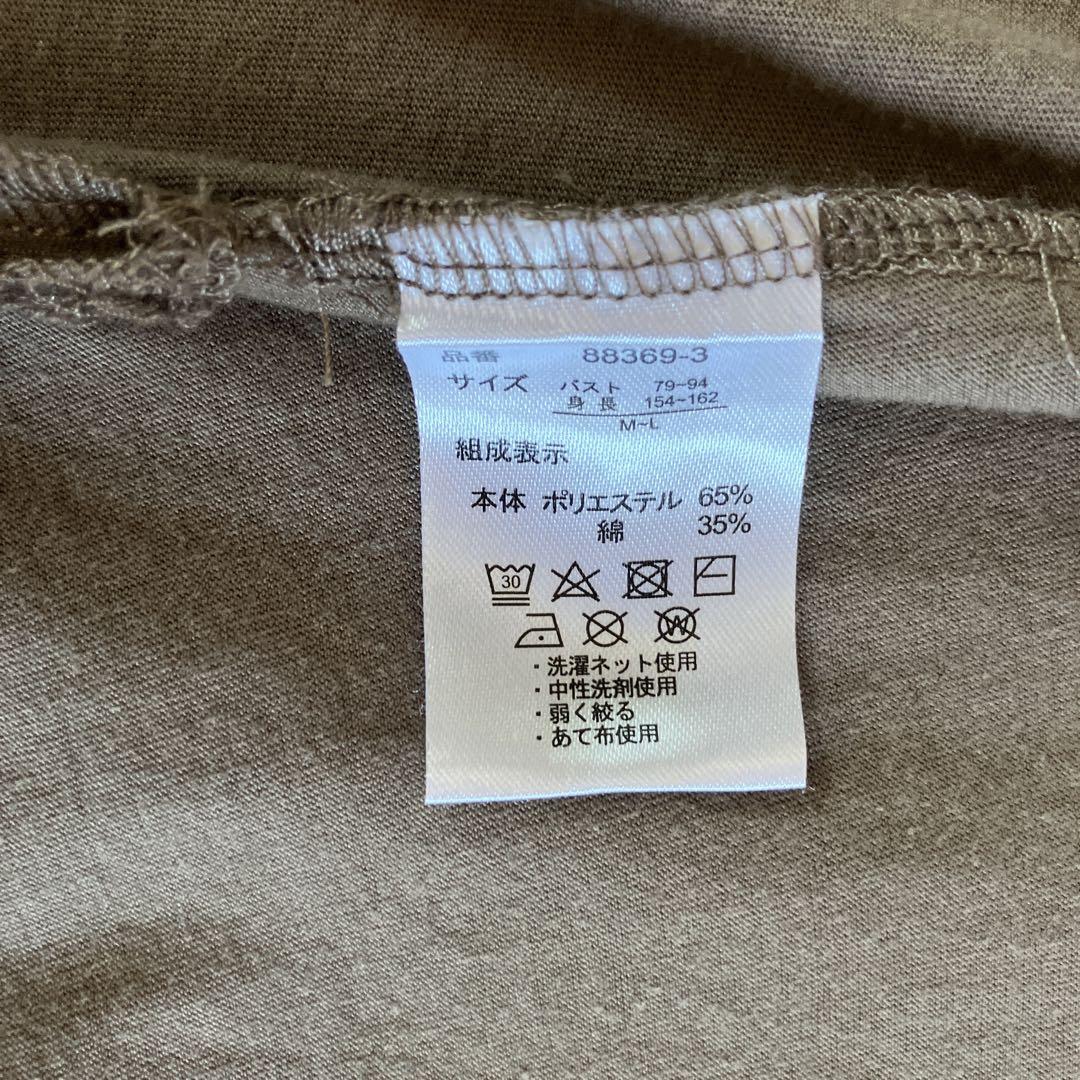 品番 88369-3
サイズ バスト 79~94
身長 154~162
M~L
組成表示
本体 ポリエステル 65%
綿 35%
30
W
・洗濯ネット使用
・中性洗剤使用
・弱く絞る
・あて布使用